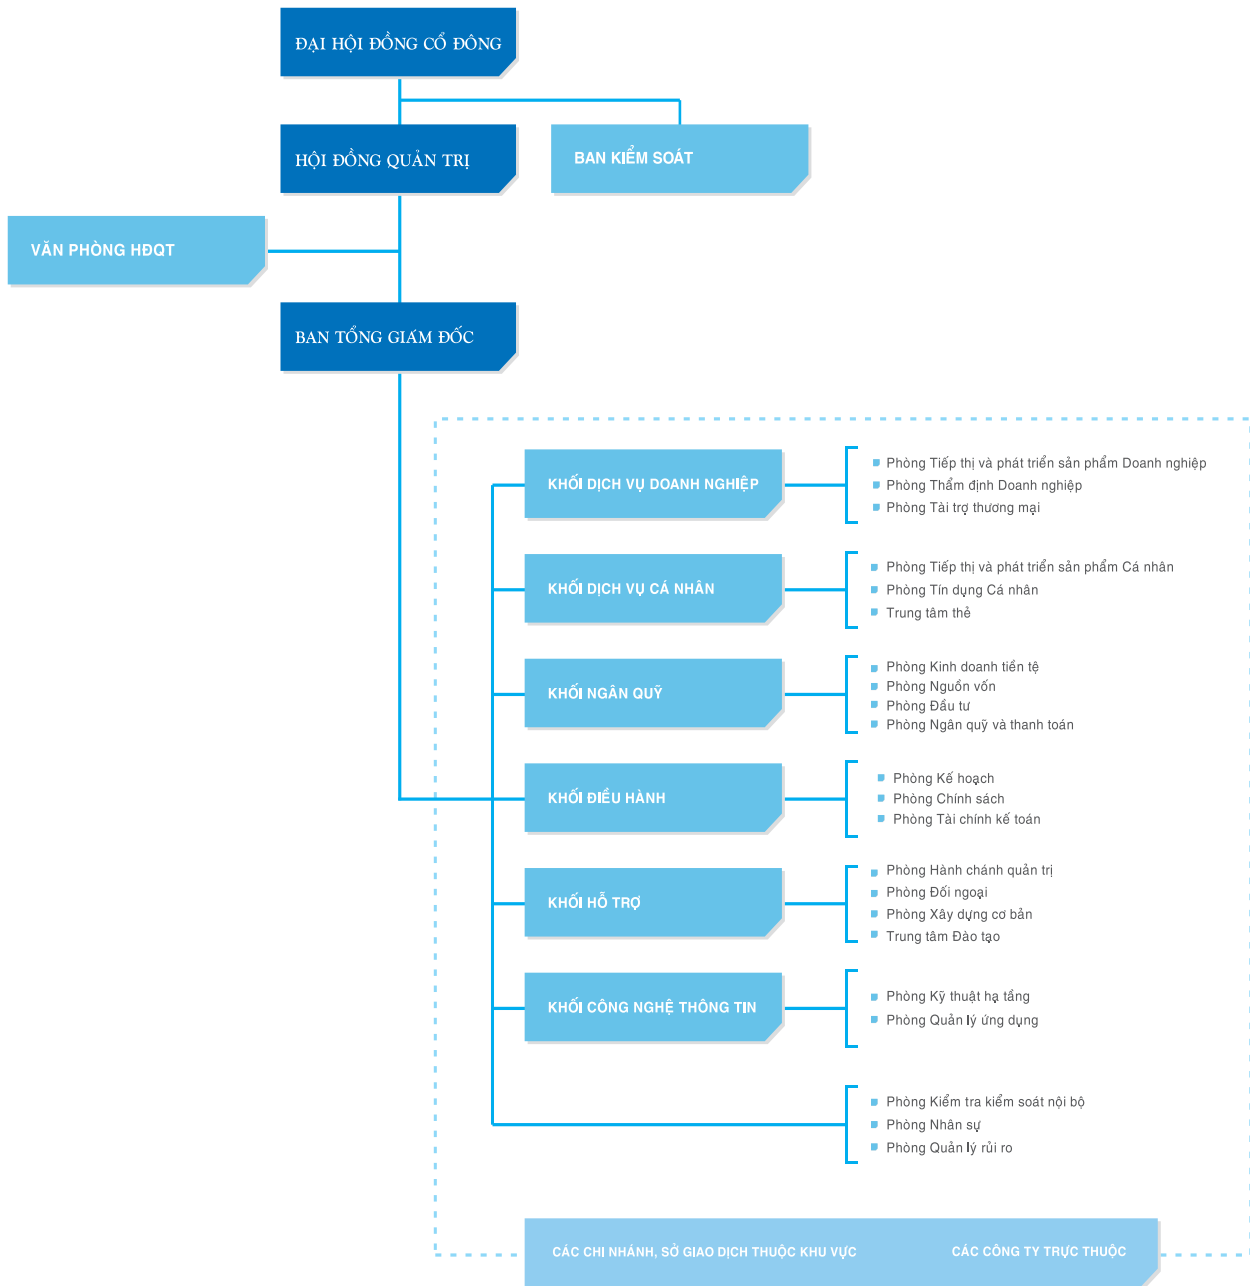 ĐẠI HỘI ĐỒNG CỔ ĐÔNG
HỘI ĐỒNG QUẢN TRỊ
BAN KIỂM SOÁT
VĂN PHÒNG HĐQT
BAN TỔNG GIÁM ĐỐC
KHỐI DỊCH VỤ DOANH NGHIỆP
Phòng Tiếp thị và phát triển sản phẩm Doanh nghiệp
Phòng Thẩm định Doanh nghiệp
Phòng Tài trợ thương mại
KHỐI DỊCH VỤ CÁ NHÂN
Phòng Tiếp thị và phát triển sản phẩm Cá nhân
Phòng Tín dụng Cá nhân
Trung tâm thẻ
KHỐI NGÂN QUỸ
Phòng Kinh doanh tiền tệ
Phòng Nguồn vốn
Phòng Đầu tư
Phòng Ngân quỹ và thanh toán
KHỐI ĐIỀU HÀNH
Phòng Kế hoạch
Phòng Chính sách
Phòng Tài chính kế toán
KHỐI HỖ TRỢ
Phòng Hành chánh quản trị
Phòng Đối ngoại
Phòng Xây dựng cơ bản
Trung tâm Đào tạo
KHỐI CÔNG NGHỆ THÔNG TIN
Phòng Kỹ thuật hạ tầng
Phòng Quản lý ứng dụng
Phòng Kiểm tra kiểm soát nội bộ
Phòng Nhân sự
Phòng Quản lý rủi ro
CÁC CHI NHÁNH, SỞ GIAO DỊCH THUỘC KHU VỰC
CÁC CÔNG TY TRỰC THUỘC